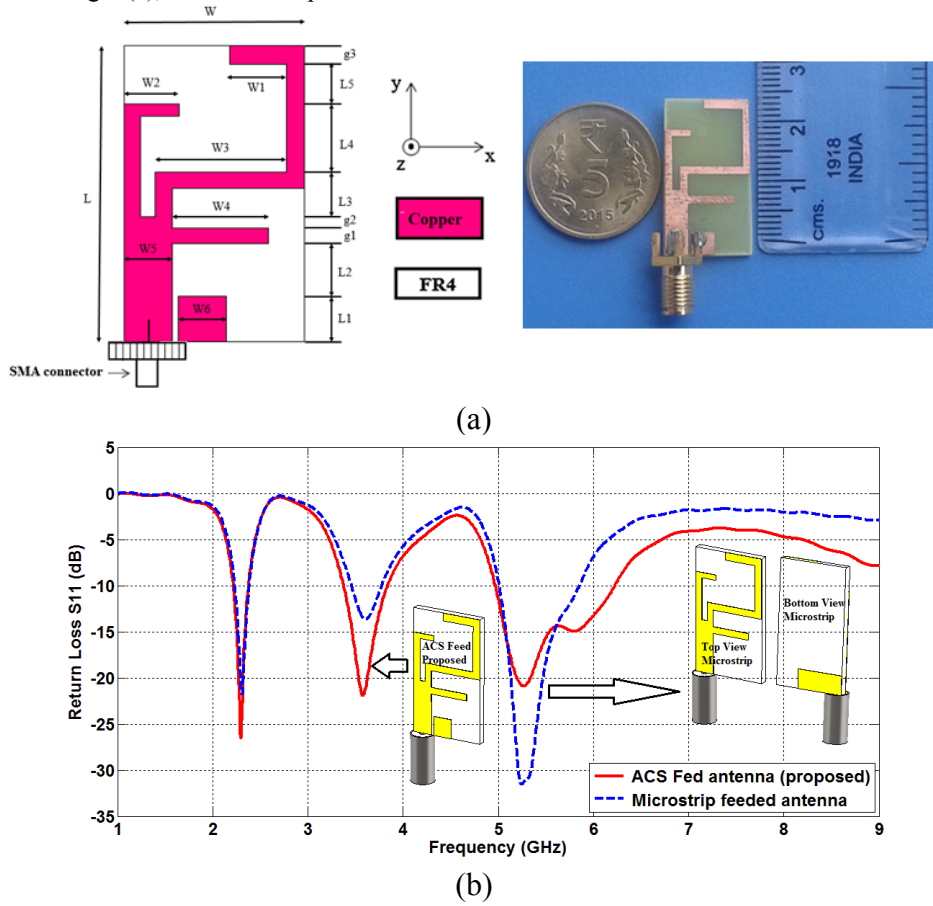 W
g3
W1
L5
W2
y
W3
L4
z
x
L
L3
W4
Copper
g2
W5
g1
L2
FR4
W6
L1
SMA connector
5
2015
3
2
1
cms.
1918
INDIA
(a)
5
0
-5
-10
-15
-20
-25
-30
-35
Return Loss S11 (dB)
ACS Feed
Proposed
Top View
Microstrip
Bottom View
Microstrip
ACS Fed antenna (proposed)
Microstrip feeded antenna
1 2 3 4 5 6 7 8 9
Frequency (GHz)
(b)